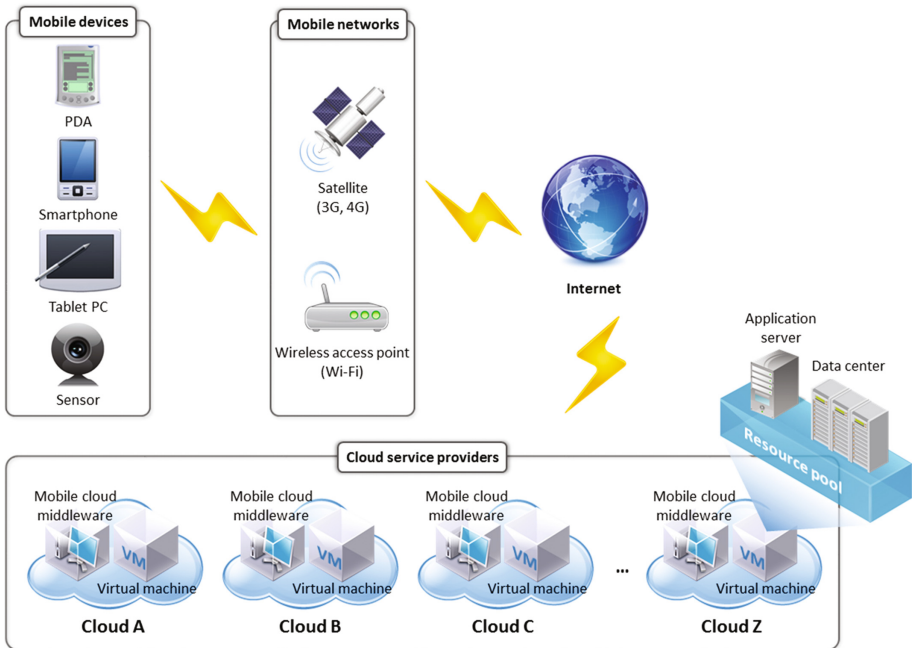 Mobile devices
PDA
Smartphone
Tablet PC
Sensor
Mobile networks
Satellite
(3G, 4G)
Wireless access point
(Wi-Fi)
Internet
Application
server
Data center
Resource pool
Cloud service providers
Mobile cloud
middleware
VM
Virtual machine
Cloud A
Mobile cloud
middleware
VM
Virtual machine
Cloud B
Mobile cloud
middleware
VM
Virtual machine
Cloud C
...
Mobile cloud
middleware
VM
Virtual machine
Cloud Z